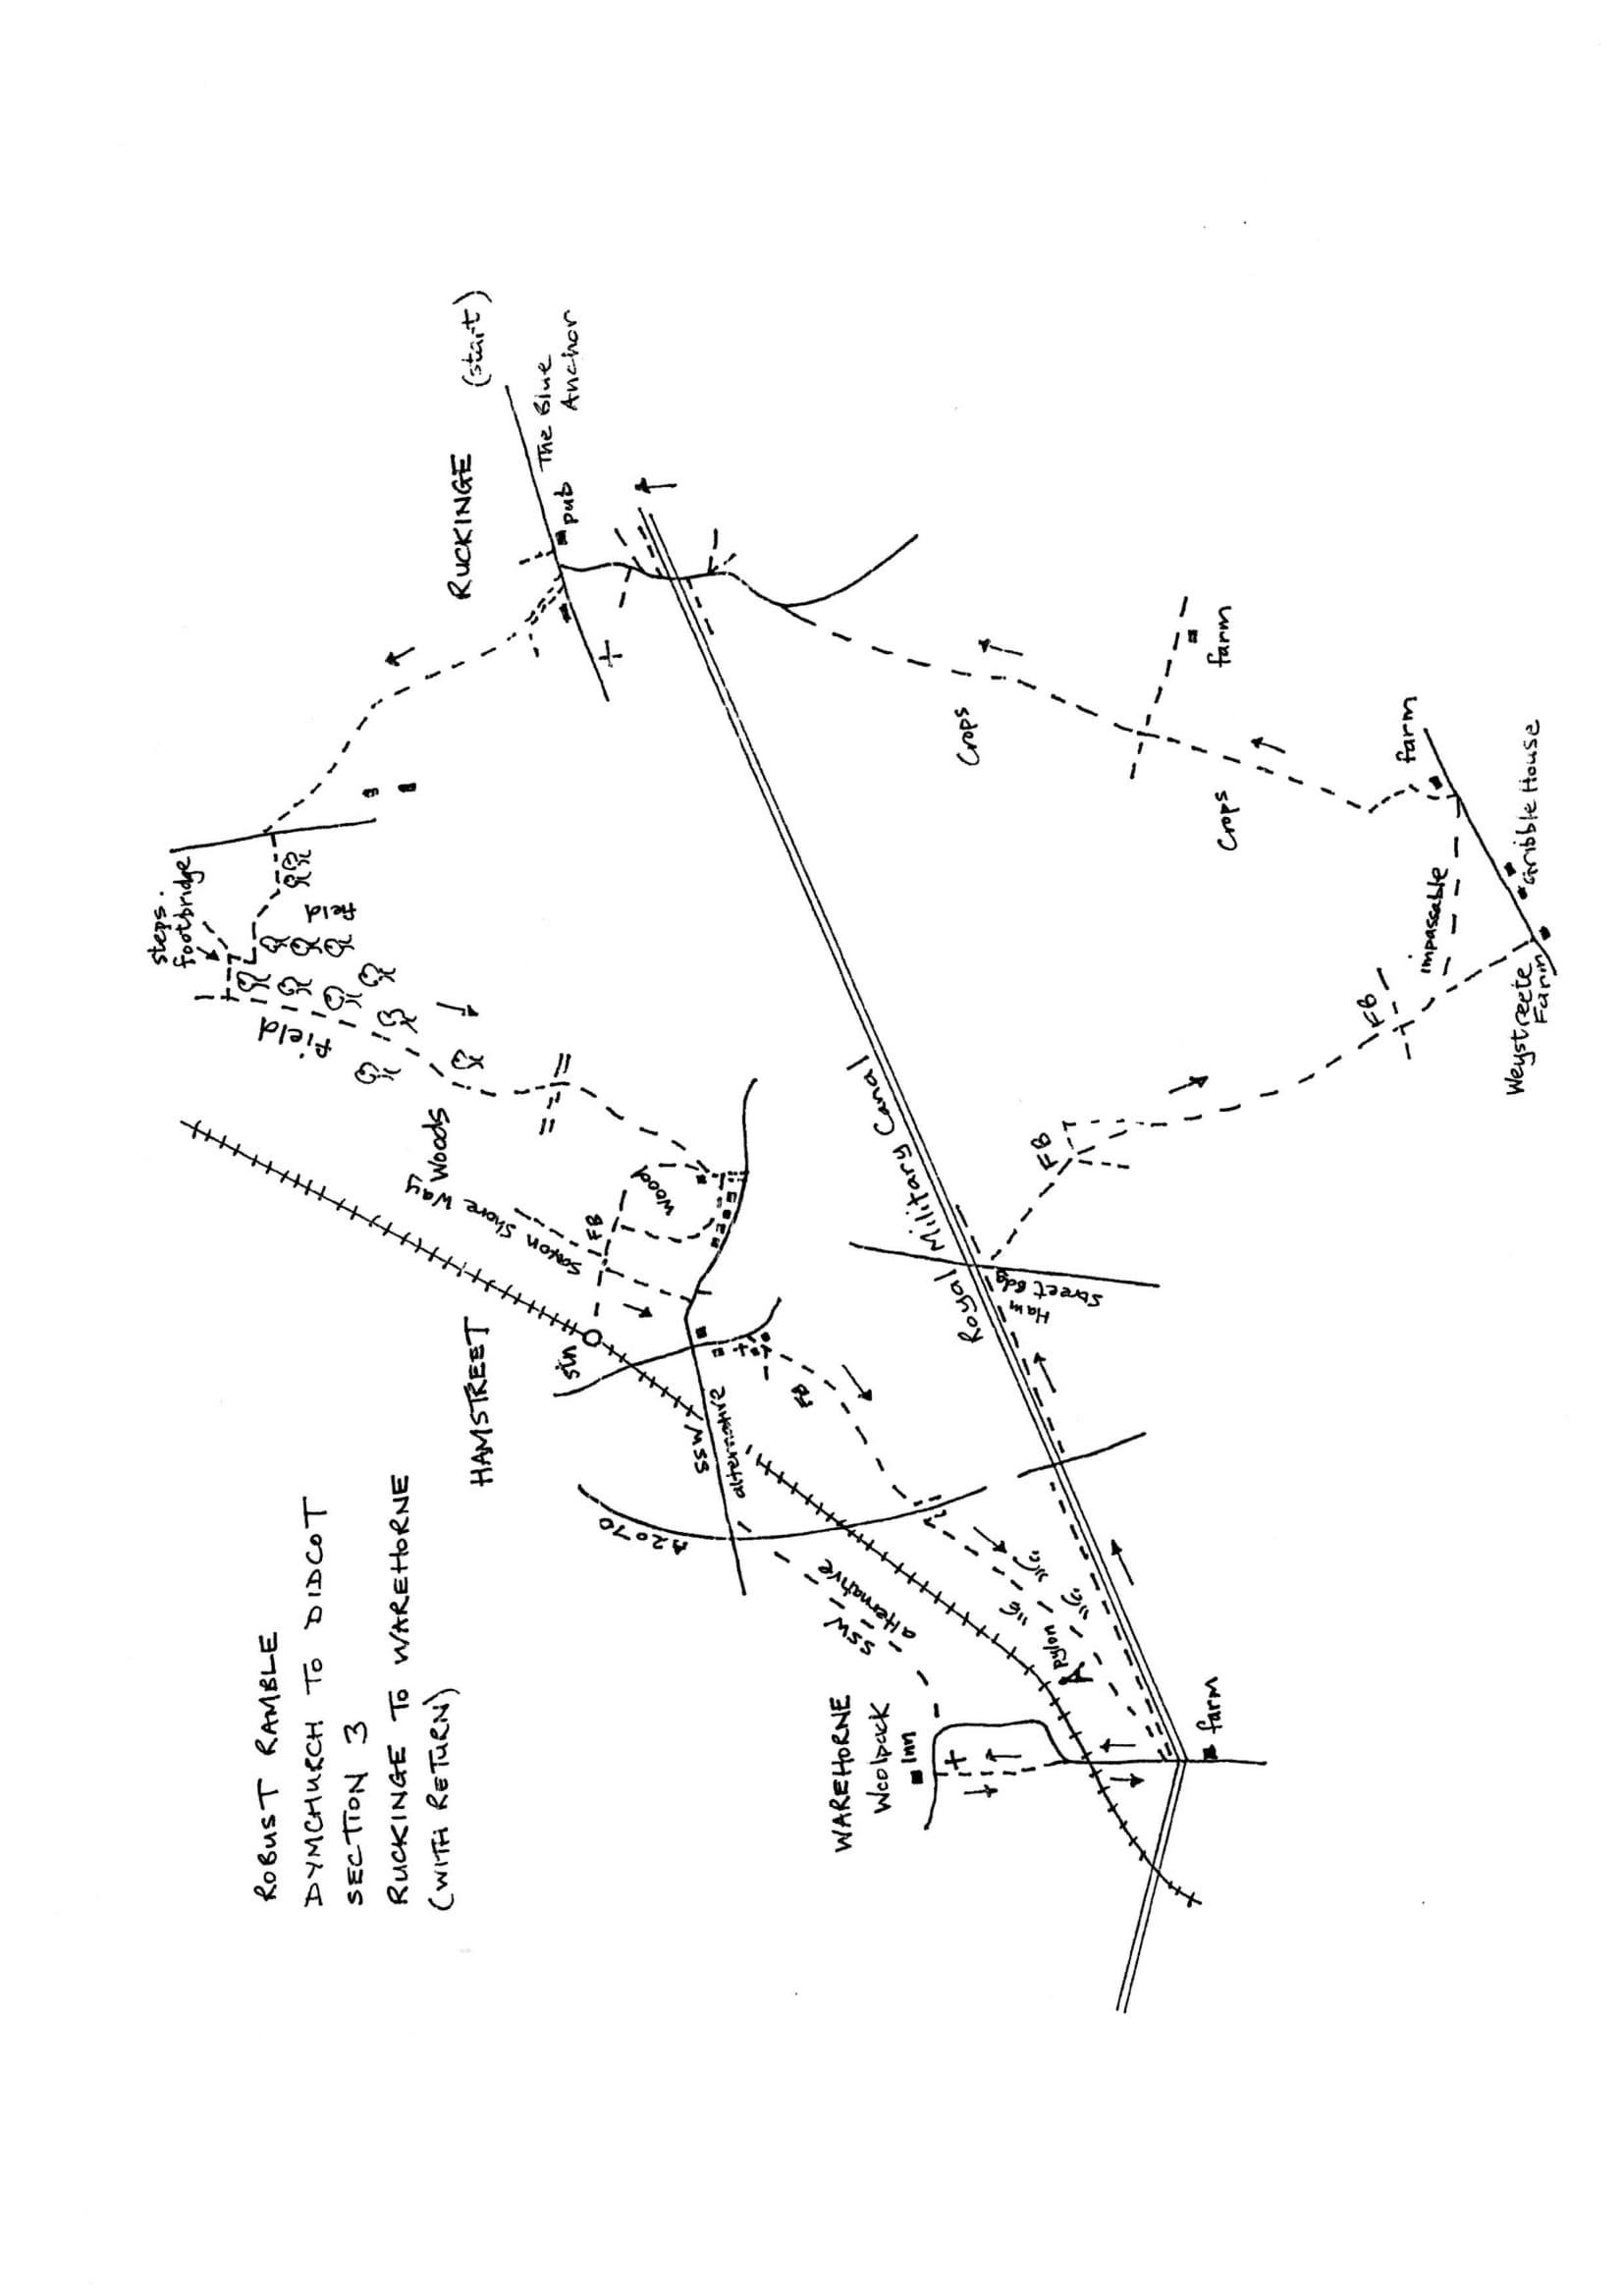 ROBUST RAMBLE
DYMCHURCH TO DIDCOT
SECTION 3
RUCKINGE TO WAREHORNE
(WITH RETURN)
steps.
footbridge
field
field
Woods
Saxon Shore Way
HAMSTREET
stn
FB
wood
A2070
SSW
alternative
RUCKINGE
(start)
The Blue
Anchor
pub
FB
SSW
alternative
WAREHORNE
Woolpack
Inn
Royal Military Canal
Ham
Street Bdg
pylon
FB
farm
Crops
Crops
farm
FB
impassable
farm
Weystreete
Farm
Gribble House